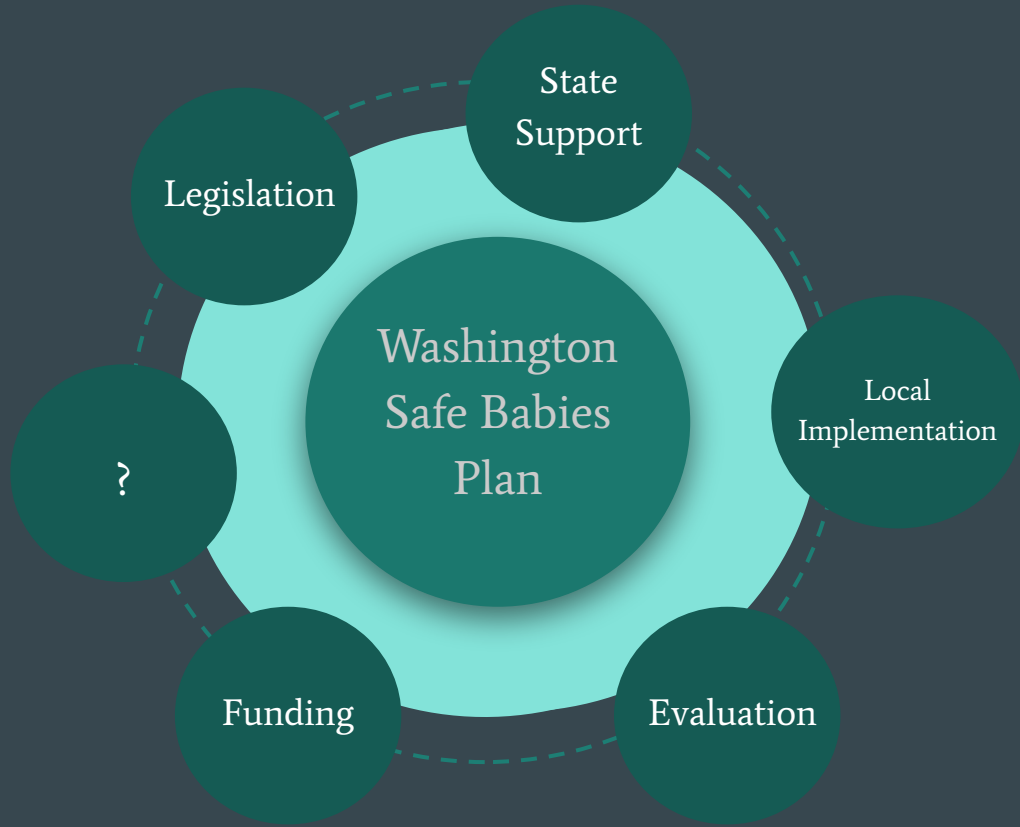 State
Support
Legislation
Washington
Safe Babies
Plan
Local
Implementation
?
Funding
Evaluation